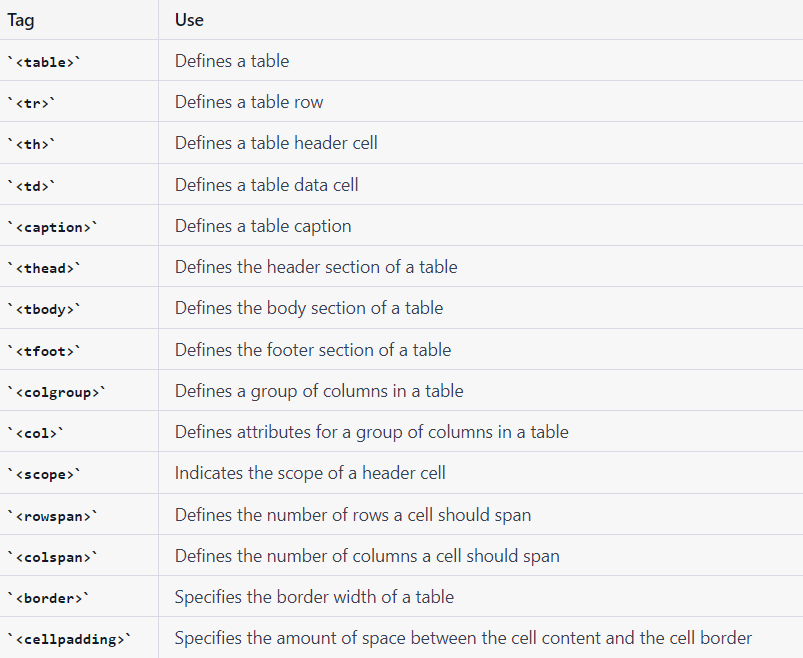 Tag Use
`<table>` Defines a table
`<tr>` Defines a table row
`<th>` Defines a table header cell
`<td>` Defines a table data cell
`<caption>` Defines a table caption
`<thead>` Defines the header section of a table
`<tbody>` Defines the body section of a table
`<tfoot>` Defines the footer section of a table
`<colgroup>` Defines a group of columns in a table
`<col>` Defines attributes for a group of columns in a table
`<scope>` Indicates the scope of a header cell
`<rowspan>` Defines the number of rows a cell should span
`<colspan>` Defines the number of columns a cell should span
`<border>` Specifies the border width of a table
`<cellpadding>` Specifies the amount of space between the cell content and the cell border